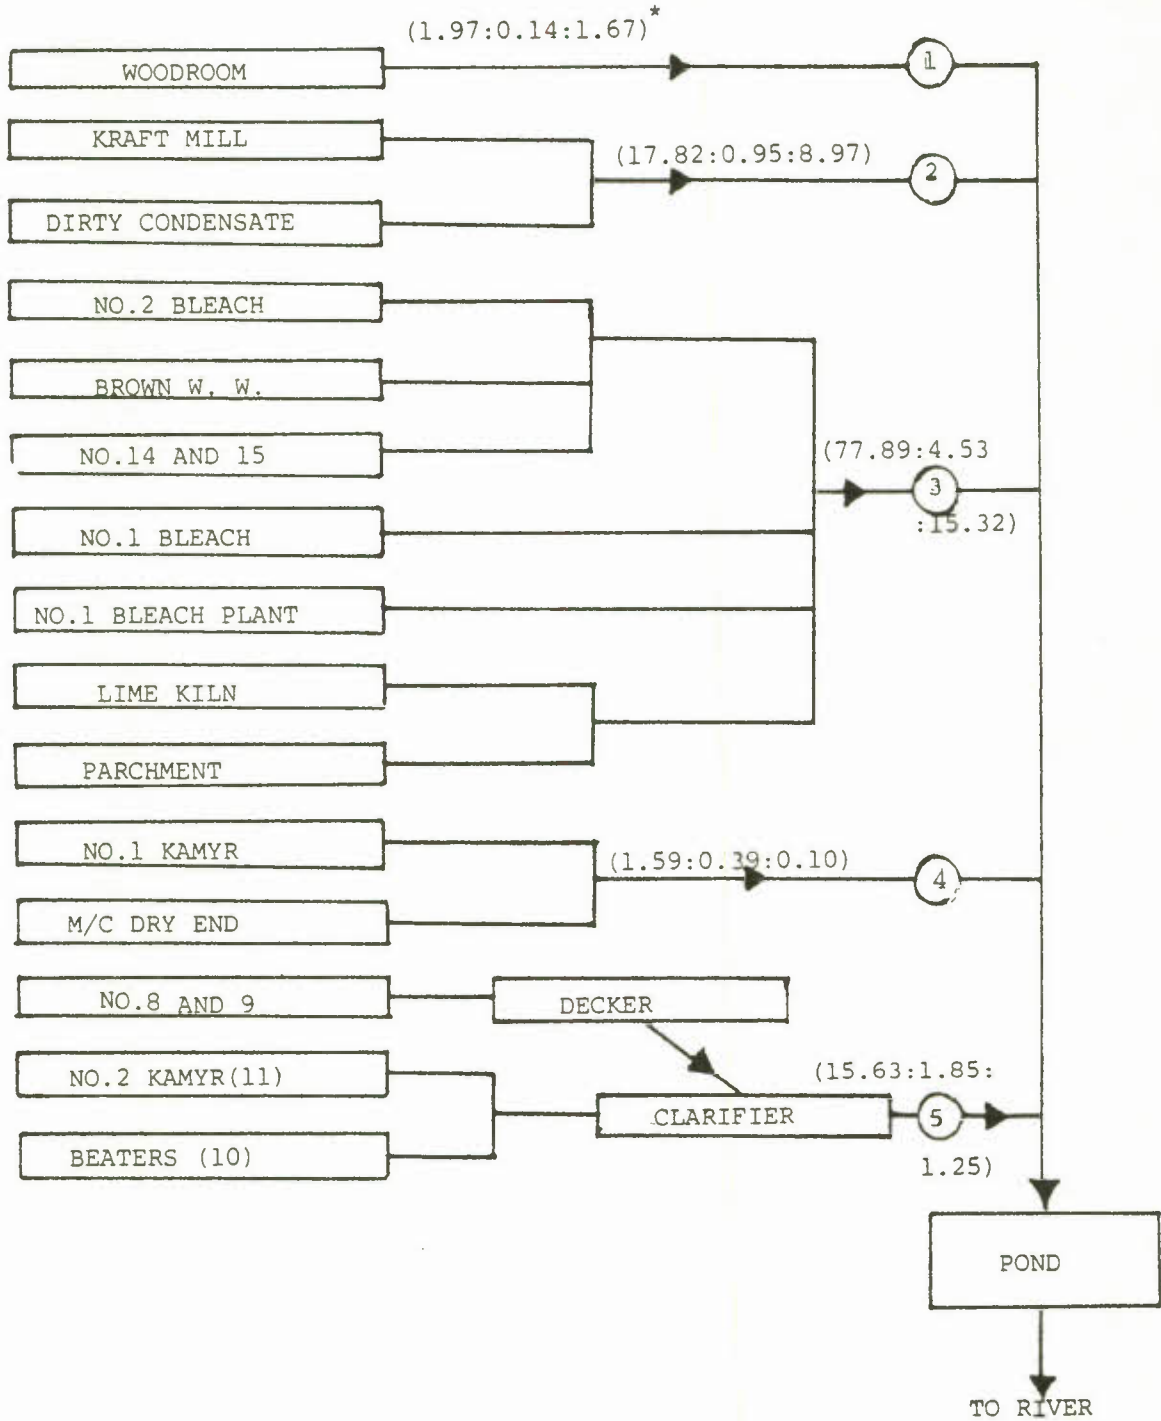 (1.97:0.14:1.67)*
WOODROOM
1
KRAFT MILL
(17.82:0.95:8.97)
2
DIRTY CONDENSATE
NO.2 BLEACH
BROWN W. W.
NO.14 AND 15
(77.89:4.53
3
:15.32)
NO.1 BLEACH
NO.1 BLEACH PLANT
LIME KILN
PARCHMENT
NO.1 KAMYR
(1.59:0.39:0.10)
4
M/C DRY END
NO.8 AND 9
DECKER
NO.2 KAMYR(11)
(15.63:1.85:
CLARIFIER
5
BEATERS (10)
1.25)
POND
TO RIVER